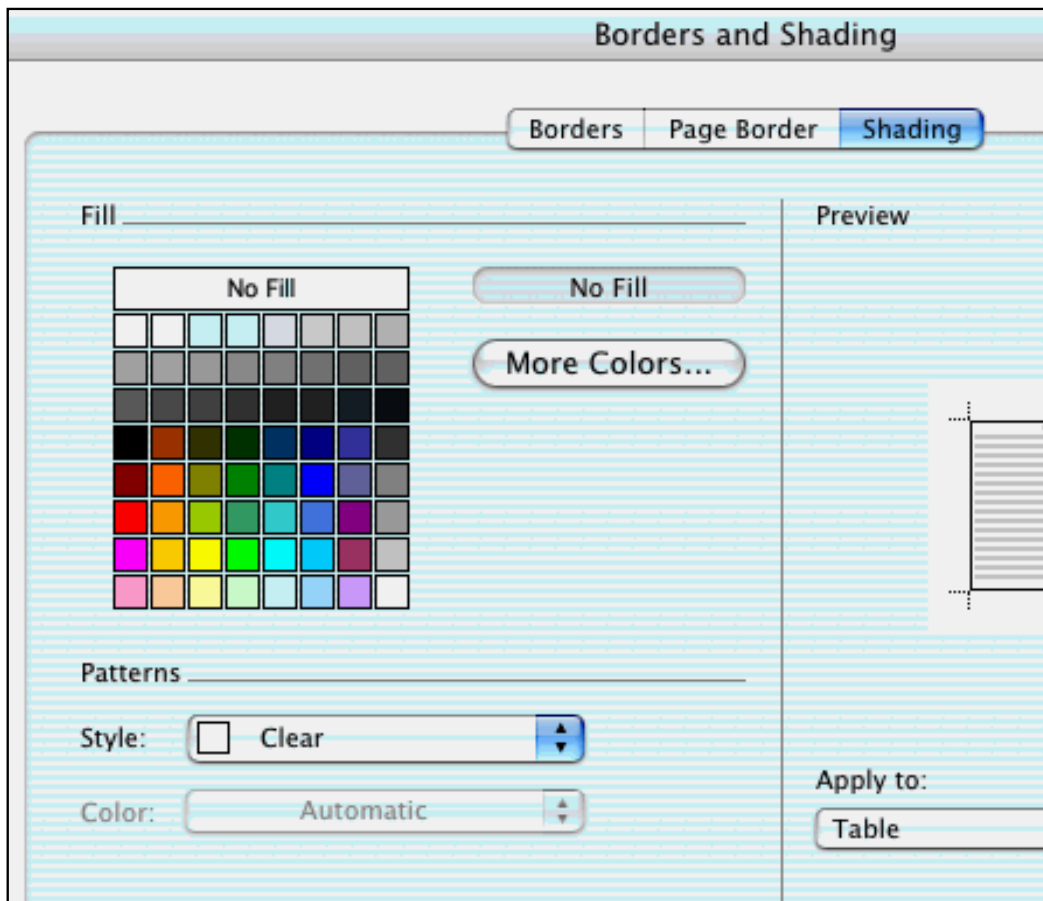 Borders and Shading
Borders Page Border Shading
Fill
Preview
No Fill
No Fill
More Colors...
Patterns
Style: Clear
Color: Automatic
Apply to:
Table